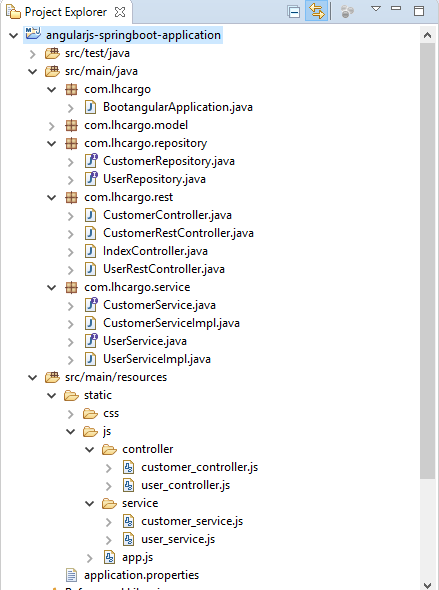 Project Explorer
angularjs-springboot-application
src/test/java
src/main/java
com.lhcargo
BootangularApplication.java
com.lhcargo.model
com.lhcargo.repository
CustomerRepository.java
UserRepository.java
com.lhcargo.rest
CustomerController.java
CustomerRestController.java
IndexController.java
UserRestController.java
com.lhcargo.service
CustomerService.java
CustomerServiceImpl.java
UserService.java
UserServiceImpl.java
src/main/resources
static
css
js
controller
customer_controller.js
user_controller.js
service
customer_service.js
user_service.js
app.js
application.properties